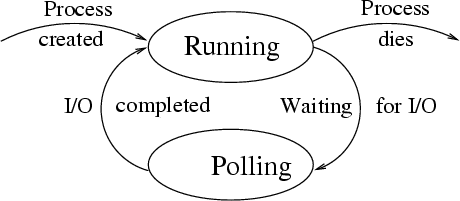 Process
created
Process
dies
Running
I/O completed
Waiting for I/O
Polling